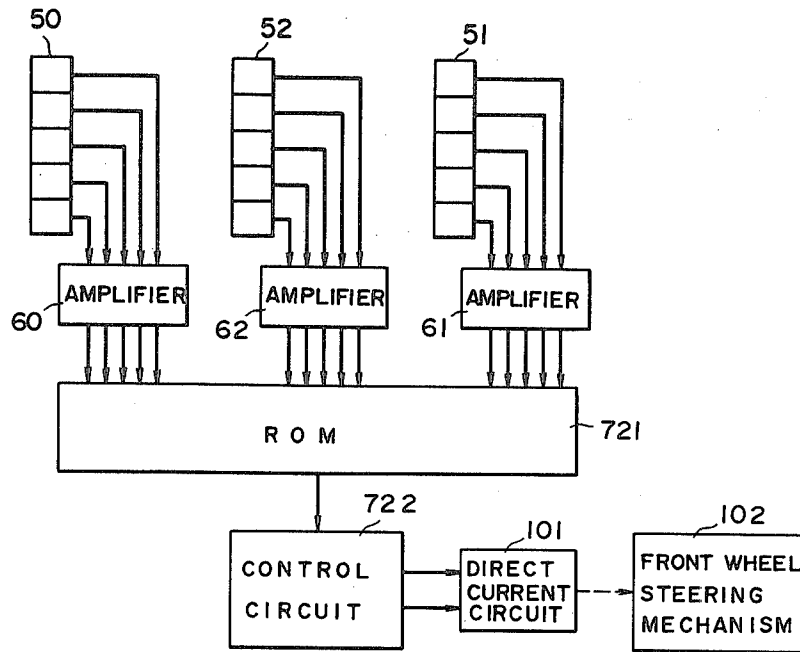 50
52
51
AMPLIFIER
AMPLIFIER
AMPLIFIER
60
62
61
ROM
721
722
CONTROL
CIRCUIT
101
DIRECT
CURRENT
CIRCUIT
102
FRONT WHEEL
STEERING
MECHANISM